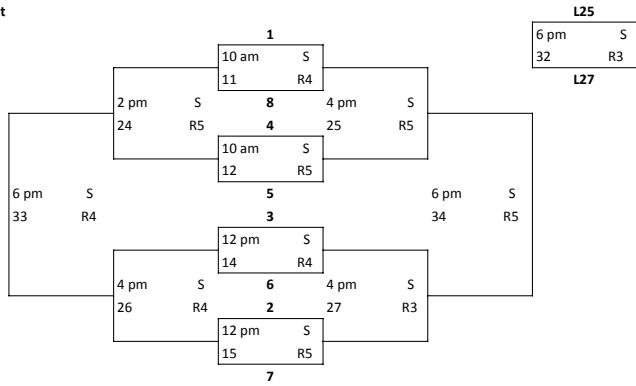 t
L25
6 pm S
32 R3
L27
1
10 am S
11 R4
2 pm S 8 4 pm S
24 R5 4 25 R5
10 am S
12 R5
6 pm S 5 6 pm S
33 R4 3 34 R5
12 pm S
14 R4
4 pm S 6 4 pm S
26 R4 2 27 R3
12 pm S
15 R5
7